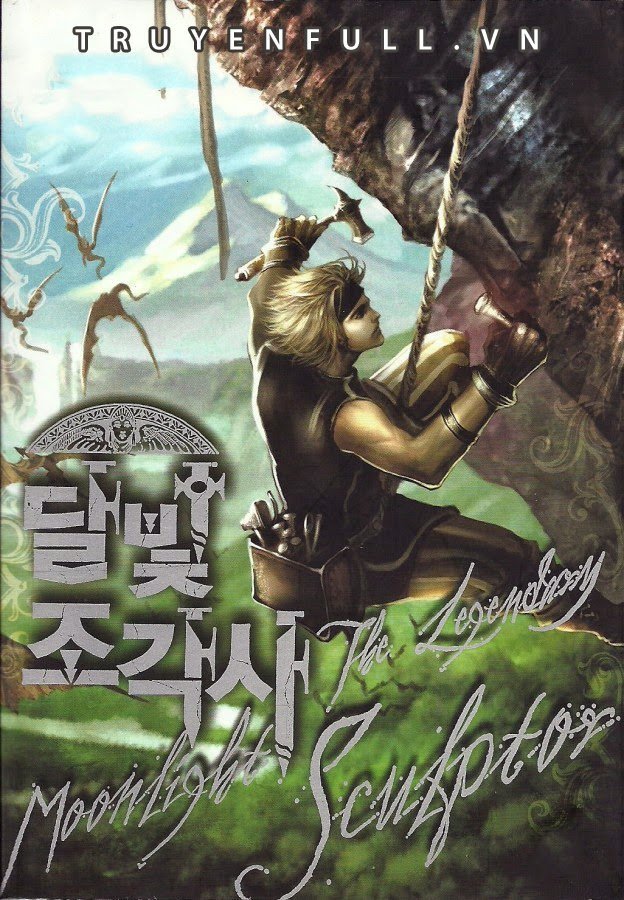 TRUYENFULL.VN
달빛
조각사
The Legendary
Moonlight Sculptor